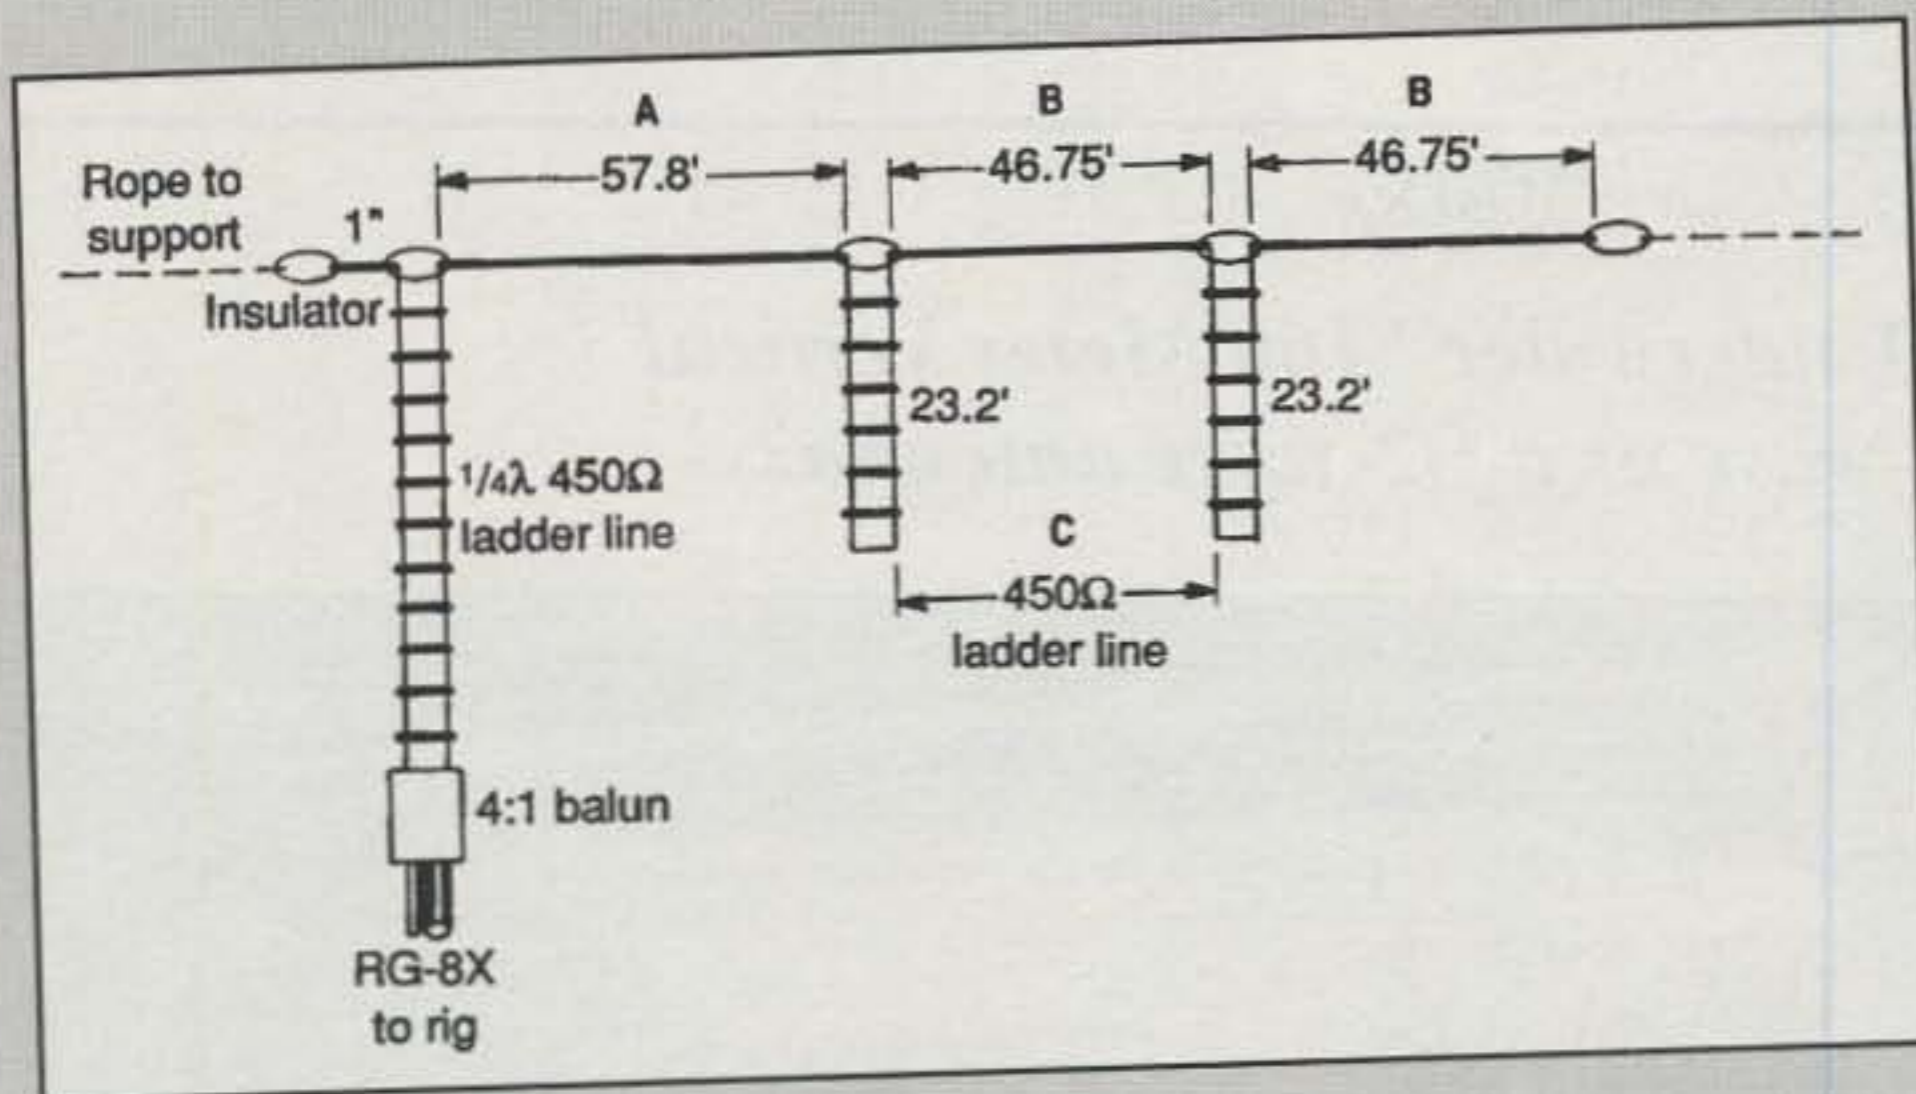 A
B
B
57.8'
46.75'
46.75'
Rope to
support
1"
Insulator
23.2'
23.2'
1/4λ 450Ω
ladder line
C
450Ω
ladder line
4:1 balun
RG-8X
to rig